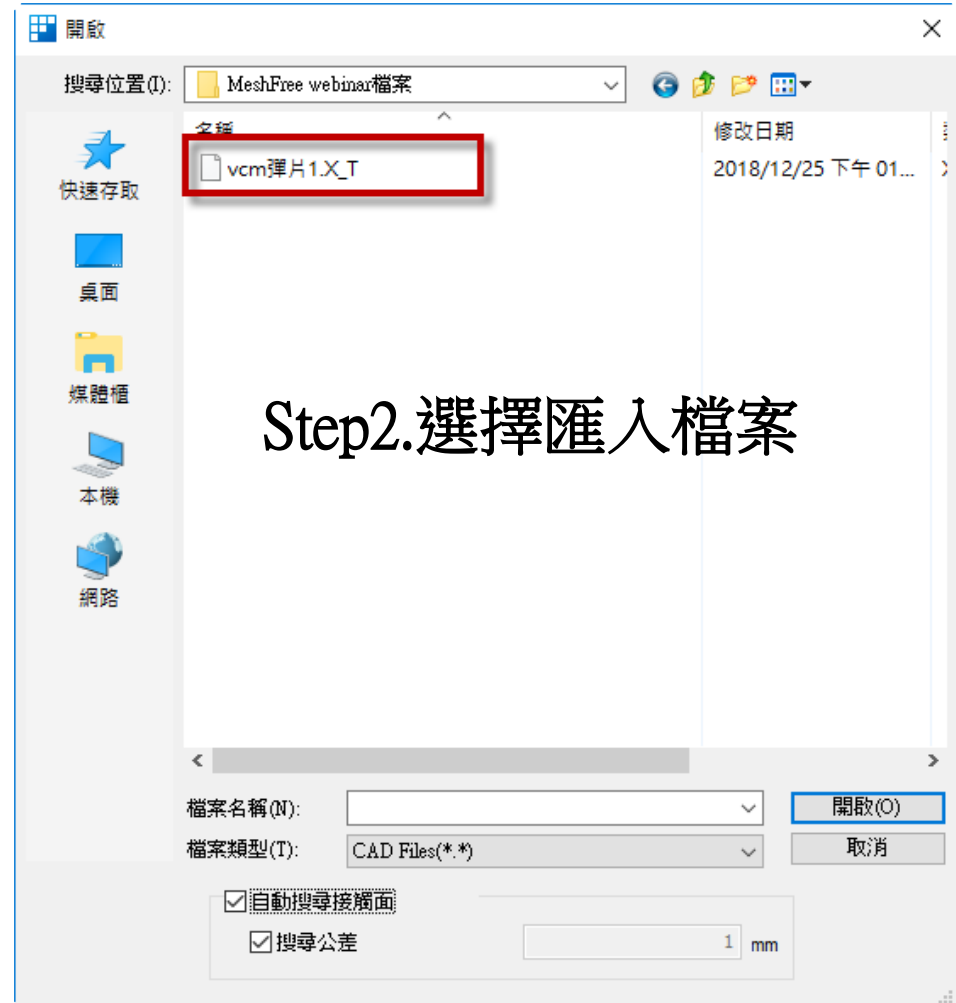 開啟
搜尋位置(I): MeshFree webinar檔案
名稱 修改日期
vcm彈片1.X_T 2018/12/25 下午 01...
快速存取
桌面
媒體櫃
Step2.選擇匯入檔案
本機
網路
檔案名稱(N): 開啟(O)
檔案類型(T): CAD Files(*.*) 取消
自動搜尋接觸面
搜尋公差 1 mm